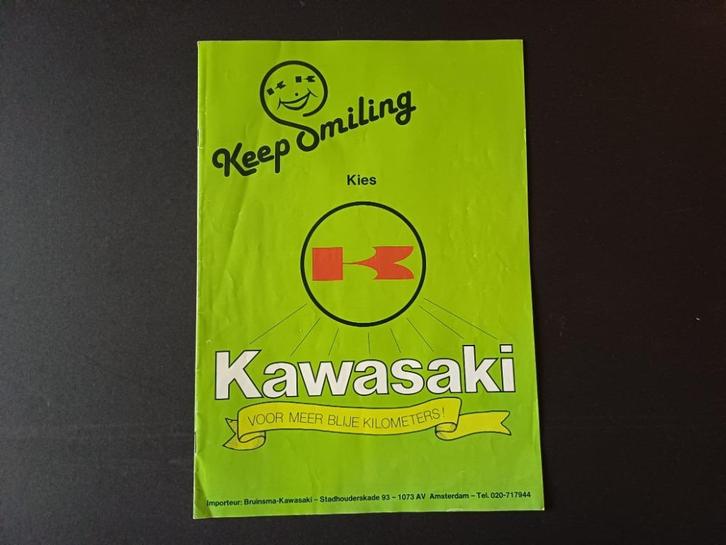 Keep Smiling
Kies
Kawasaki
VOOR MEER BLIJE KILOMETERS!
Importeur: Bruinsma-Kawasaki – Stadhouderskade 93 – 1073 AV Amsterdam – Tel. 020-717944